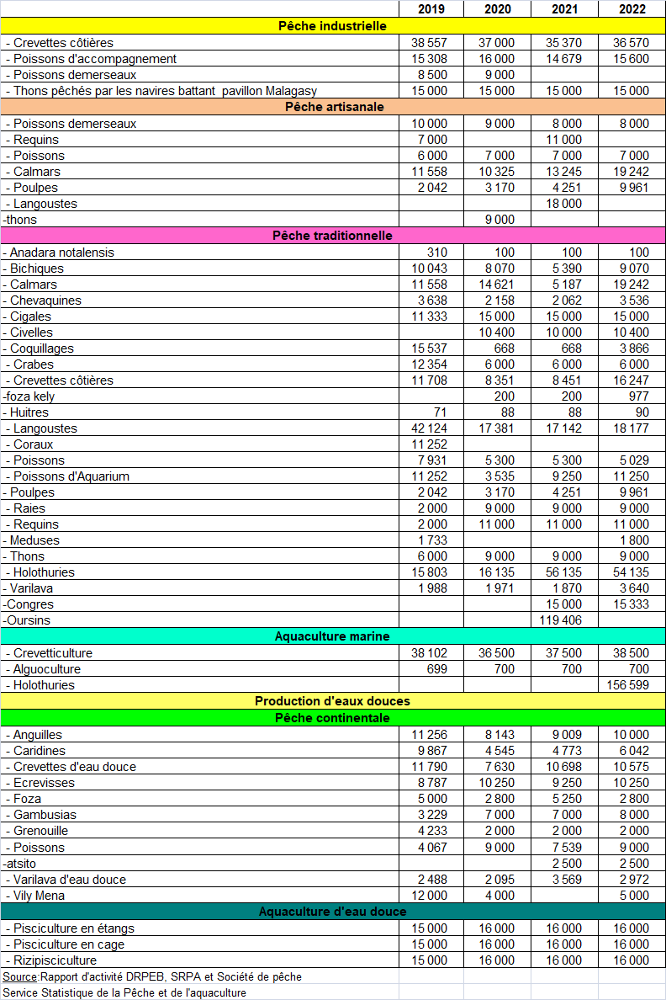 2019 2020 2021 2022
Pêche industrielle
- Crevettes côtières 38 557 37 000 35 370 36 570
- Poissons d'accompagnement 15 308 16 000 14 679 15 600
- Poissons demerseaux 8 500 9 000
- Thons pêchés par les navires battant pavillon Malagasy 15 000 15 000 15 000 15 000
Pêche artisanale
- Poissons demerseaux 10 000 9 000 8 000 8 000
- Requins 7 000 11 000
- Poissons 6 000 7 000 7 000 7 000
- Calmars 11 558 10 325 13 245 19 242
- Poulpes 2 042 3 170 4 251 9 961
- Langoustes 18 000
-thons 9 000
Pêche traditionnelle
- Anadara notalensis 310 100 100 100
- Bichiques 10 043 8 070 5 390 9 070
- Calmars 11 558 14 621 5 187 19 242
- Chevaquines 3 638 2 158 2 062 3 536
- Cigales 11 333 15 000 15 000 15 000
- Civelles 10 400 10 000 10 400
- Coquillages 15 537 668 668 3 866
- Crabes 12 354 6 000 6 000 6 000
- Crevettes côtières 11 708 8 351 8 451 16 247
-foza kely 200 200 977
- Huitres 71 88 88 90
- Langoustes 42 124 17 381 17 142 18 177
- Coraux 11 252
- Poissons 7 931 5 300 5 300 5 029
- Poissons d'Aquarium 11 252 3 535 9 250 11 250
- Poulpes 2 042 3 170 4 251 9 961
- Raies 2 000 9 000 9 000 9 000
- Requins 2 000 11 000 11 000 11 000
- Meduses 1 733 1 800
- Thons 6 000 9 000 9 000 9 000
- Holothuries 15 803 16 135 56 135 54 135
- Varilava 1 988 1 971 1 870 3 640
-Congres 15 000 15 333
-Oursins 119 406
Aquaculture marine
- Crevetticulture 38 102 36 500 37 500 38 500
- Alguoculture 699 700 700 700
- Holothuries 156 599
Production d'eaux douces
Pêche continentale
- Anguilles 11 256 8 143 9 009 10 000
- Caridines 9 867 4 545 4 773 6 042
- Crevettes d'eau douce 11 790 7 630 10 698 10 575
- Ecrevisses 8 787 10 250 9 250 10 250
- Foza 5 000 2 800 5 250 2 800
- Gambusias 3 229 7 000 7 000 8 000
- Grenouille 4 233 2 000 2 000 2 000
- Poissons 4 067 9 000 7 539 9 000
-atsito 2 500 2 500
- Varilava d'eau douce 2 488 2 095 3 569 2 972
- Vily Mena 12 000 4 000 5 000
Aquaculture d'eau douce
- Pisciculture en étangs 15 000 16 000 16 000 16 000
- Pisciculture en cage 15 000 16 000 16 000 16 000
- Rizipisciculture 15 000 16 000 16 000 16 000
Source:Rapport d'activité DRPEB, SRPA et Société de pêche
Service Statistique de la Pêche et de l'aquaculture